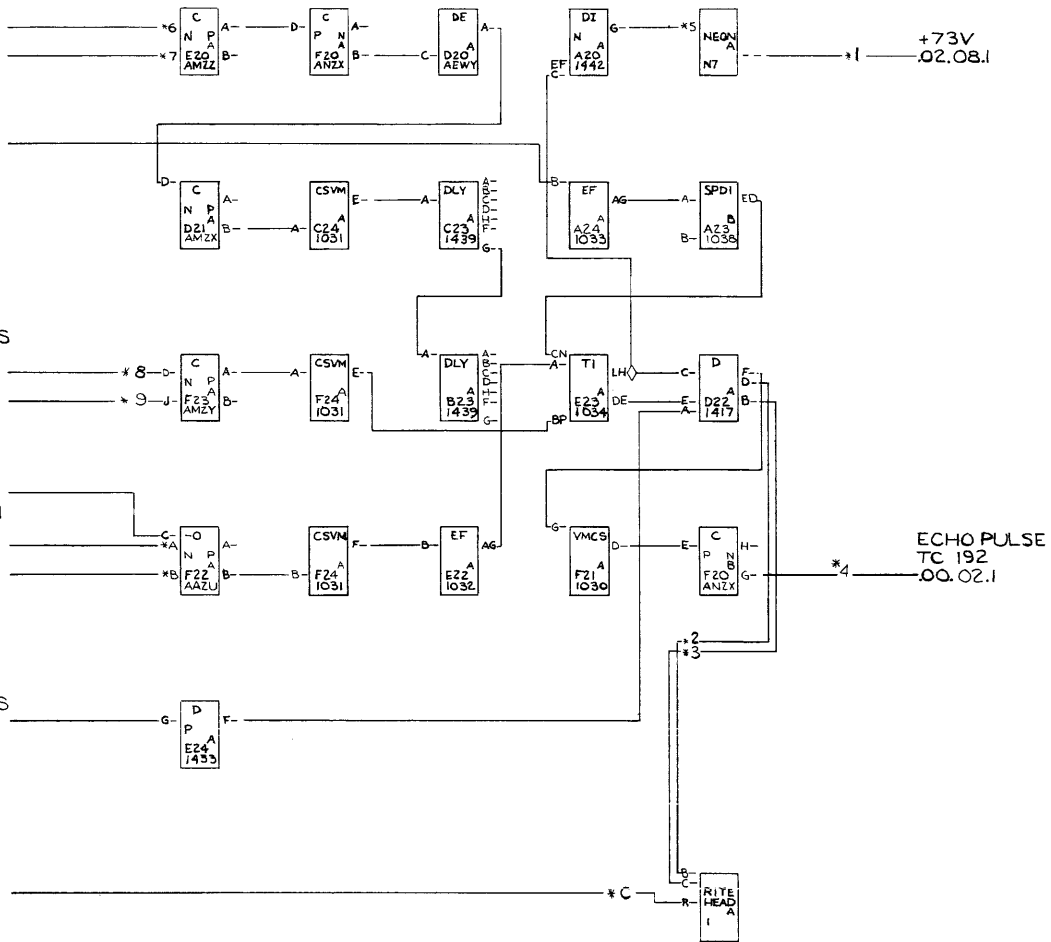 C
*6 N P A-
A
*7 E20 B-
AMZZ
C
D- P N A-
A
F20 B-
ANZX
DE
A-
A
C- D20
AEWY
DI
N G-
A
EF A20
C- 1442
*5 NEON
A
N7 -
*1
+73V
.02.08.1
D- C
N P A-
A
D21 B-
AMZX
CSVM
E-
A
A- C24
1031
DLY
A-
B-
A- C-
D-
A H-
C23 F-
1439
G-
B- EF
AG
A
A24
1033
SPDI
A- ED
B
B- A23
1038
S
*8 D- C
N P A-
A
*9 J- F23 B-
AMZY
CSVM
A- E-
A
F24
1031
A- DLY
A-
B-
C-
D-
A H-
B23 F-
1439
G-
CN
A- TI LH
A DE
E23
1034
BP
C- D F-
D-
E- A B-
A- D22
1417
C- -O
*A N P A-
A
*B F22 B-
AAZU
CSVM
F-
A
B- F24
1031
EF
B- AG
A
E22
1032
G- VMCS
D-
A
F21
1030
C
E- P N H-
B
F20 G-
ANZX
*4
ECHO PULSE
TC 192
.00.02.1
*2
*3
S
G- D F-
P
A
E24
1433
*C
B-
C- RITE
R- HEAD
A
1